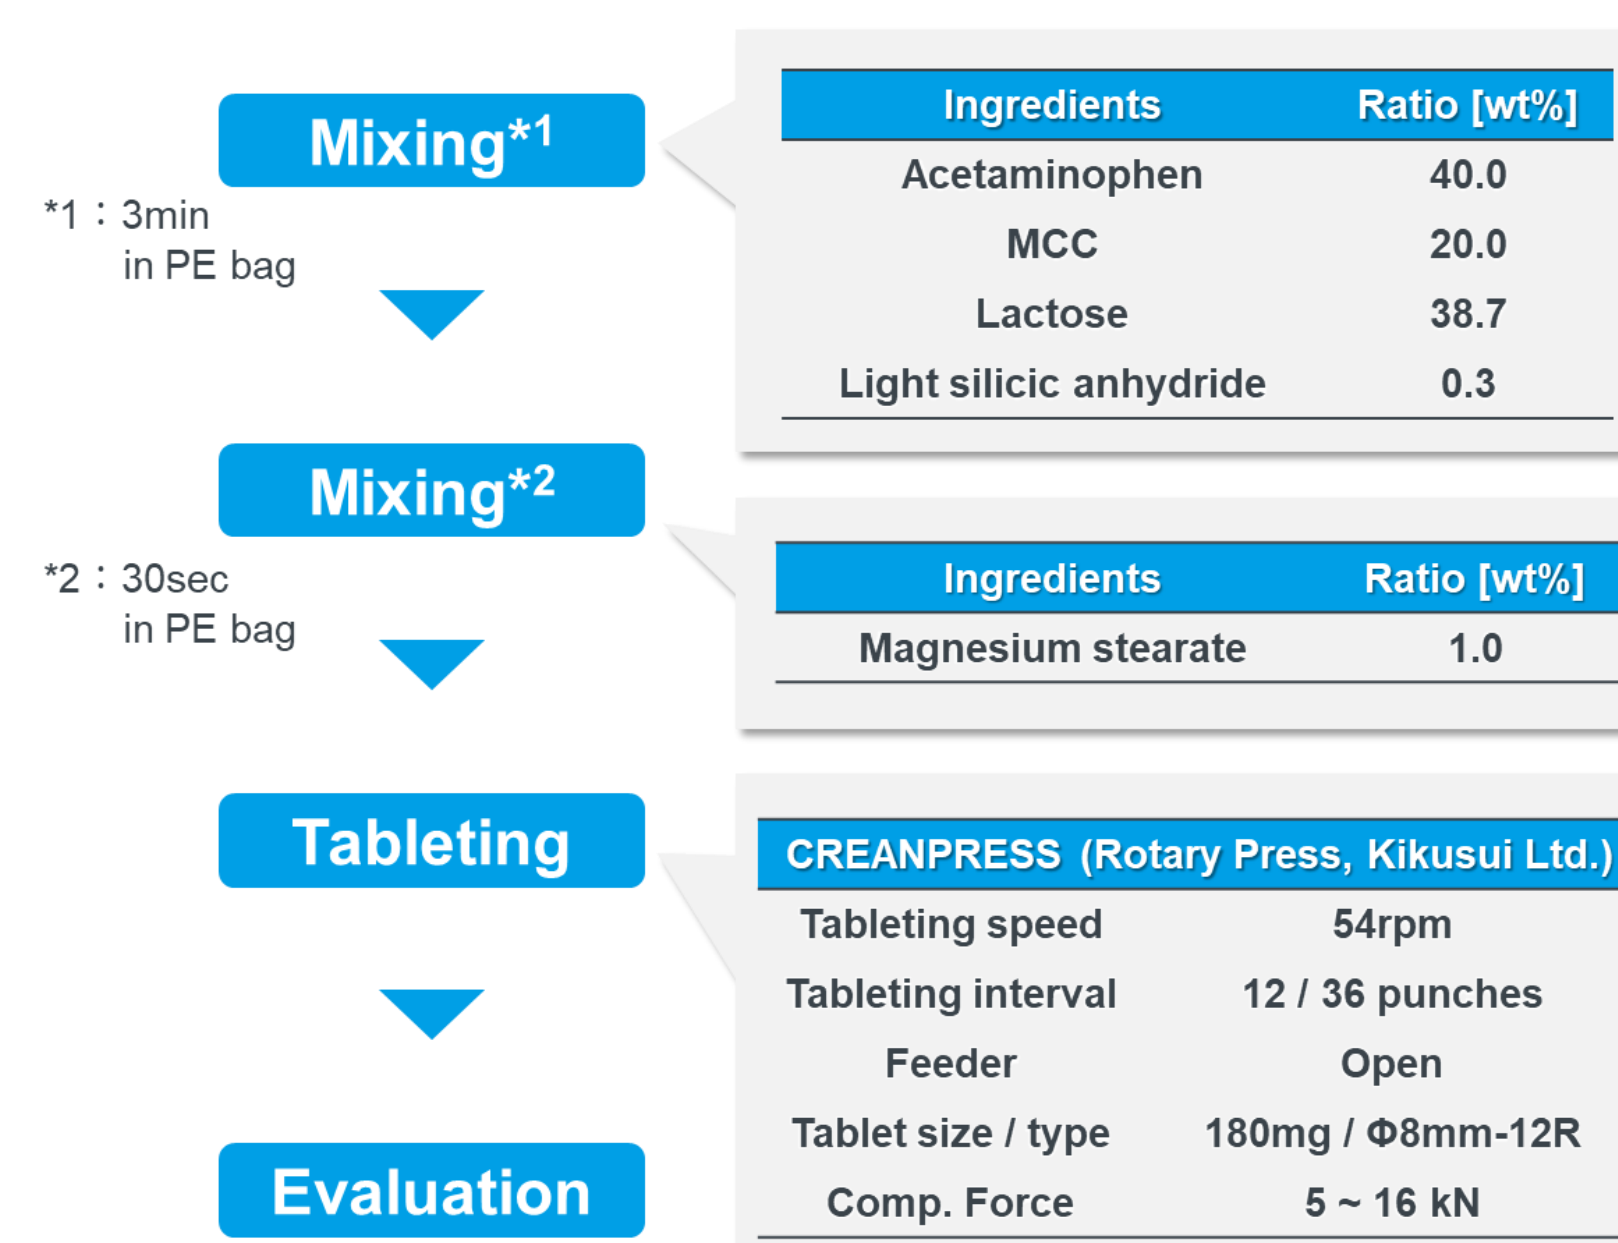 Mixing*1
*1：3min
in PE bag
Ingredients Ratio [wt%]
Acetaminophen 40.0
MCC 20.0
Lactose 38.7
Light silicic anhydride 0.3
Mixing*2
*2：30sec
in PE bag
Ingredients Ratio [wt%]
Magnesium stearate 1.0
Tableting
CREANPRESS (Rotary Press, Kikusui Ltd.)
Tableting speed 54rpm
Tableting interval 12 / 36 punches
Feeder Open
Tablet size / type 180mg / Φ8mm-12R
Comp. Force 5 ~ 16 kN
Evaluation